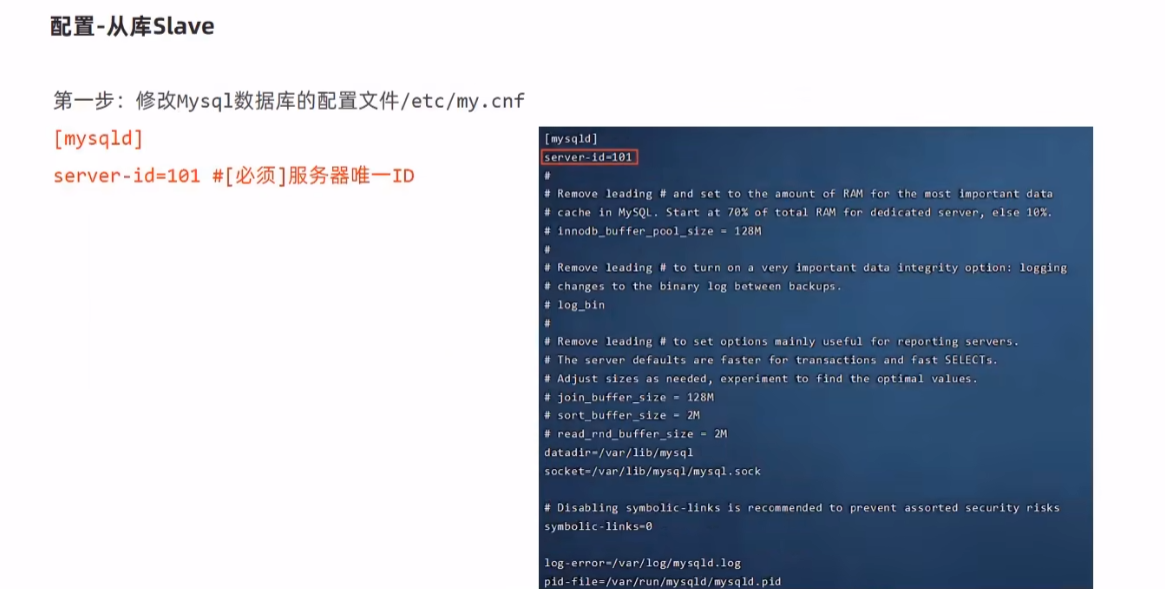 配置-从库Slave
第一步：修改Mysql数据库的配置文件/etc/my.cnf
[mysqld]
server-id=101 #[必须]服务器唯一ID
[mysqld]
server-id=101
#
# Remove leading # and set to the amount of RAM for the most important data
# cache in MySQL. Start at 70% of total RAM for dedicated server, else 10%.
# innodb_buffer_pool_size = 128M
#
# Remove leading # to turn on a very important data integrity option: logging
# changes to the binary log between backups.
# log_bin
#
# Remove leading # to set options mainly useful for reporting servers.
# The server defaults are faster for transactions and fast SELECTs.
# Adjust sizes as needed, experiment to find the optimal values.
# join_buffer_size = 128M
# sort_buffer_size = 2M
# read_rnd_buffer_size = 2M
datadir=/var/lib/mysql
socket=/var/lib/mysql/mysql.sock
# Disabling symbolic-links is recommended to prevent assorted security risks
symbolic-links=0
log-error=/var/log/mysqld.log
pid-file=/var/run/mysqld/mysqld.pid